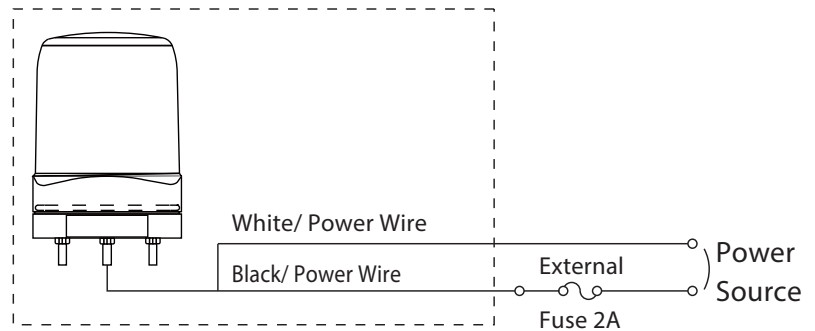 White/ Power Wire
Black/ Power Wire
External
Fuse 2A
Power
Source